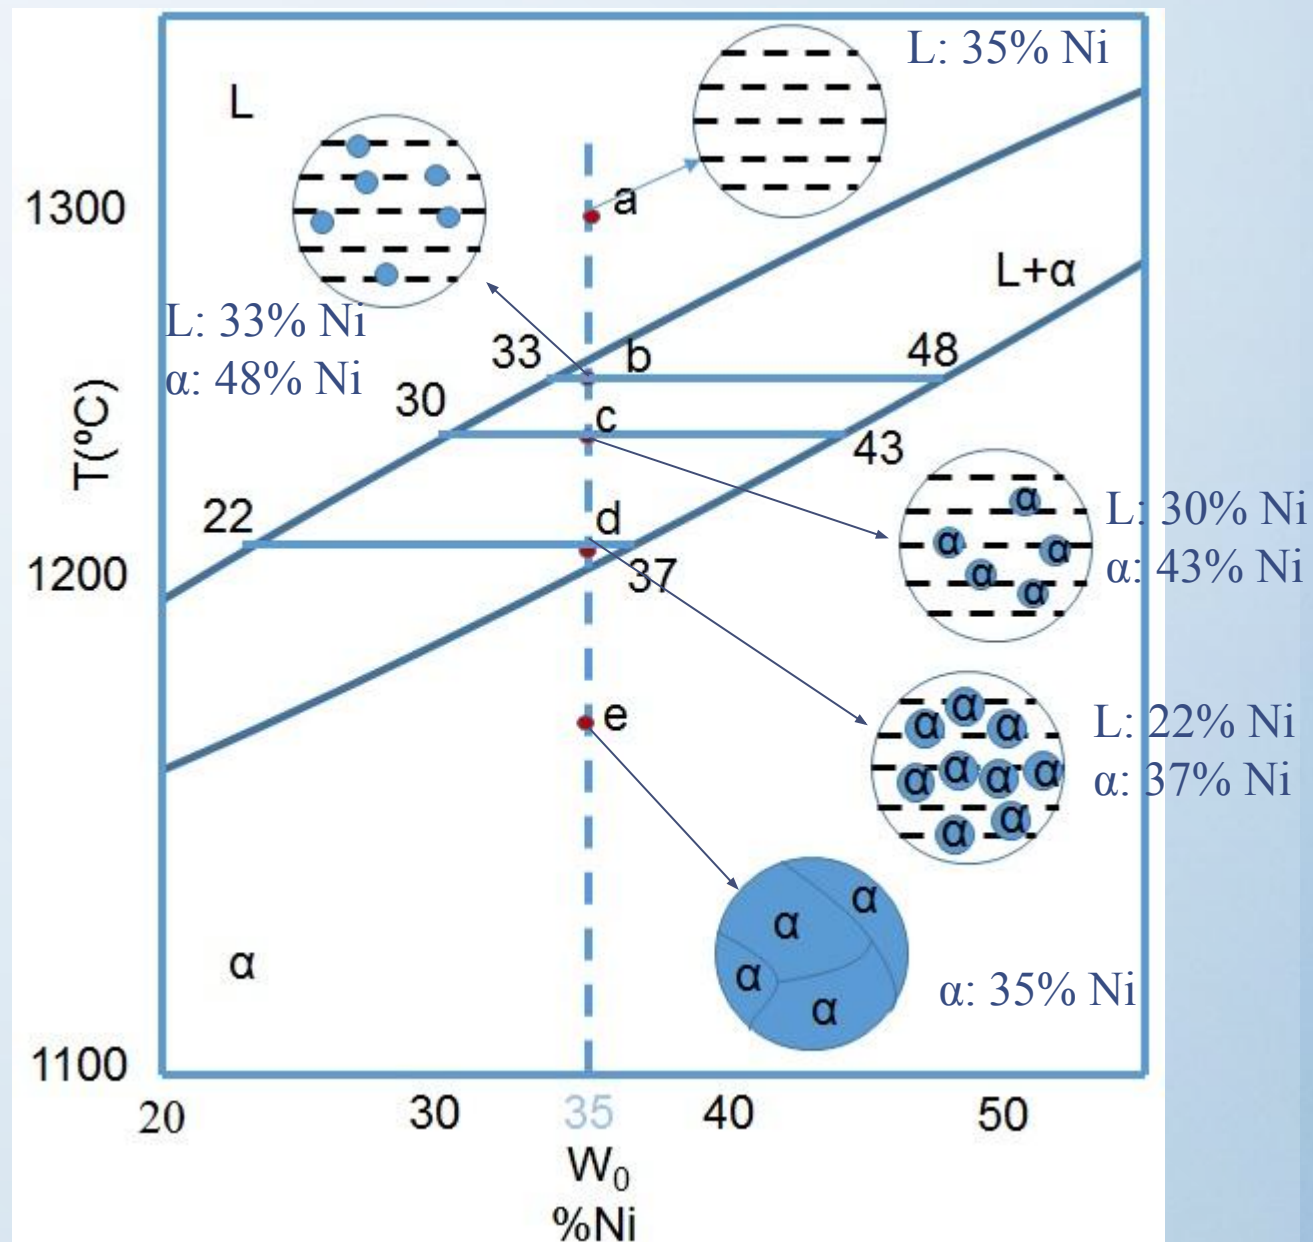 L: 35% Ni
L
1300
a
L+α
L: 33% Ni
α: 48% Ni
33
b
48
30
c
43
T(ºC)
α
α
α
α
α
L: 30% Ni
α: 43% Ni
22
d
1200
37
α
α
α
α
α
α
α
α
α
L: 22% Ni
α: 37% Ni
e
α
α
α
α
α: 35% Ni
α
1100
20
30
35
40
50
W₀
%Ni